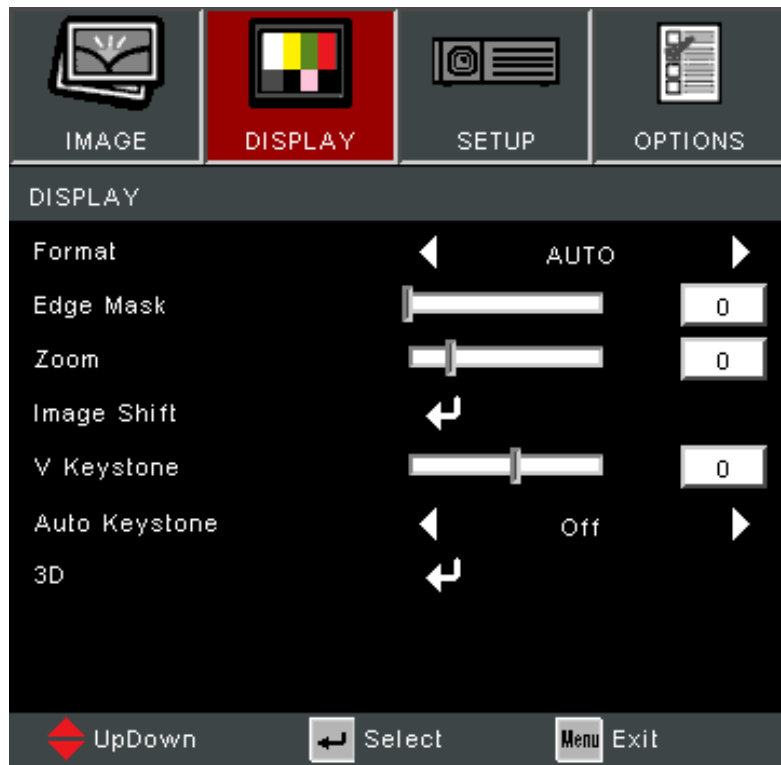 IMAGE DISPLAY SETUP OPTIONS
DISPLAY
Format AUTO
Edge Mask 0
Zoom 0
Image Shift
V Keystone 0
Auto Keystone Off
3D
UpDown Select Menu Exit